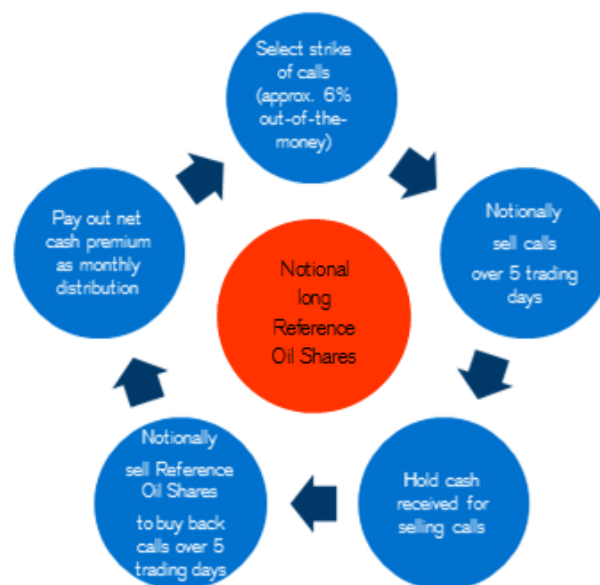 Select strike
of calls
(approx. 6%
out-of-the-
money)
Notionally
sell calls
over 5 trading
days
Hold cash
received for
selling calls
Notionally
sell Reference
Oil Shares
to buy back
calls over 5
trading days
Pay out net
cash premium
as monthly
distribution
Notional
long
Reference
Oil Shares